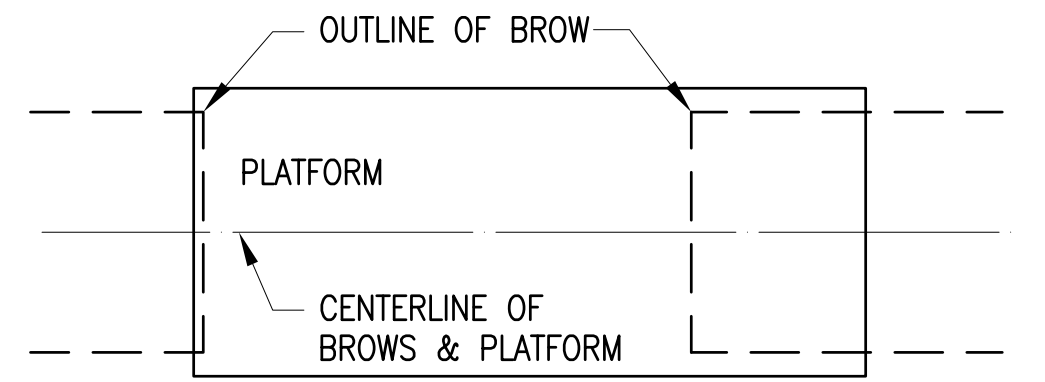 OUTLINE OF BROW
PLATFORM
CENTERLINE OF
BROWS & PLATFORM